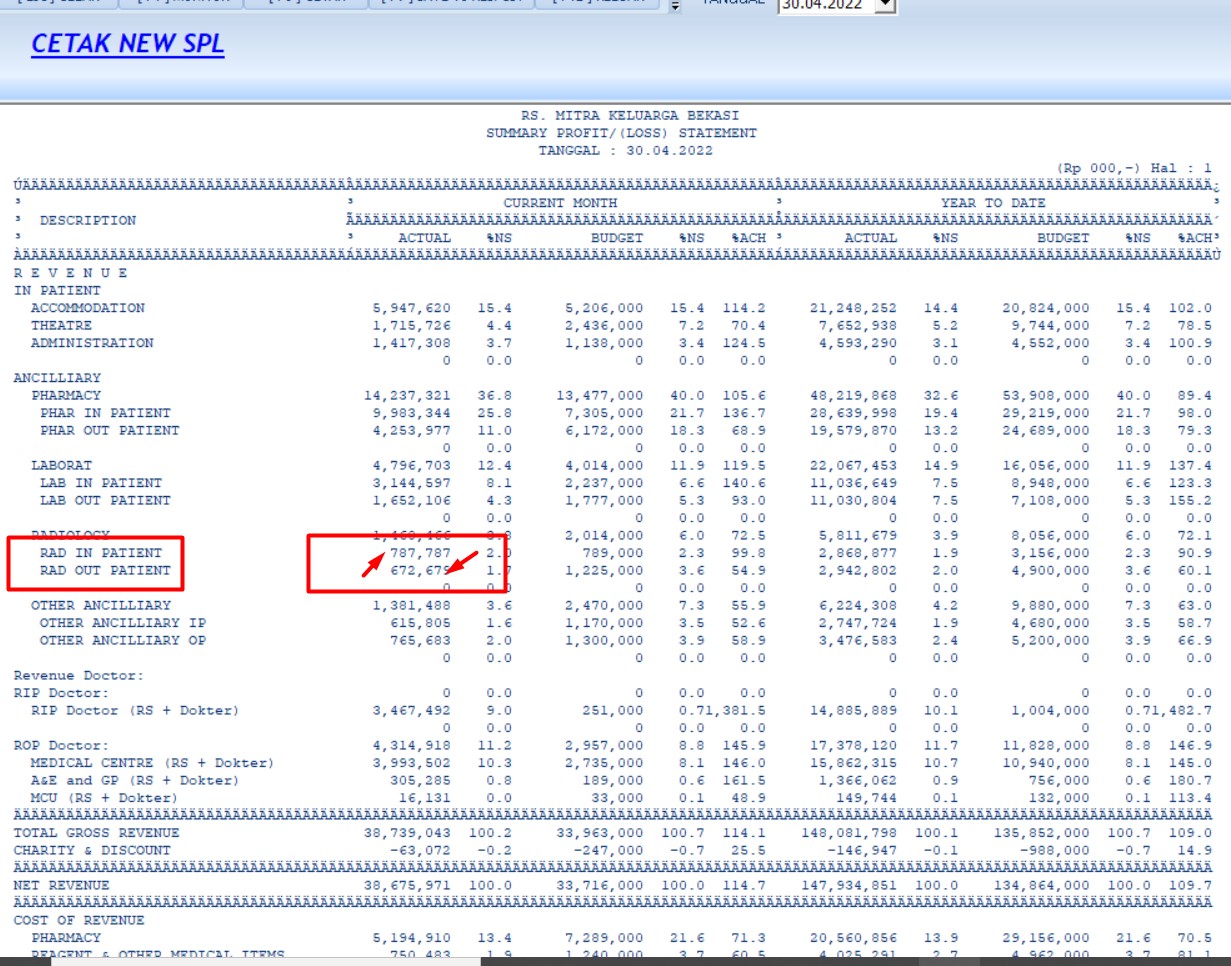 TANGGAL 30.04.2022
CETAK NEW SPL
RS. MITRA KELUARGA BEKASI
SUMMARY PROFIT/(LOSS) STATEMENT
TANGGAL : 30.04.2022
(Rp 000,-) Hal : 1
CURRENT MONTH YEAR TO DATE
DESCRIPTION
ACTUAL %NS BUDGET %NS %ACH ACTUAL %NS BUDGET %NS %ACH
R E V E N U E
IN PATIENT
ACCOMMODATION 5,947,620 15.4 5,206,000 15.4 114.2 21,248,252 14.4 20,824,000 15.4 102.0
THEATRE 1,715,726 4.4 2,436,000 7.2 70.4 7,652,938 5.2 9,744,000 7.2 78.5
ADMINISTRATION 1,417,308 3.7 1,138,000 3.4 124.5 4,593,290 3.1 4,552,000 3.4 100.9
0 0.0 0 0.0 0.0 0 0.0 0 0.0 0.0
ANCILLIARY
PHARMACY 14,237,321 36.8 13,477,000 40.0 105.6 48,219,868 32.6 53,908,000 40.0 89.4
PHAR IN PATIENT 9,983,344 25.8 7,305,000 21.7 136.7 28,639,998 19.4 29,219,000 21.7 98.0
PHAR OUT PATIENT 4,253,977 11.0 6,172,000 18.3 68.9 19,579,870 13.2 24,689,000 18.3 79.3
0 0.0 0 0.0 0.0 0 0.0 0 0.0 0.0
LABORAT 4,796,703 12.4 4,014,000 11.9 119.5 22,067,453 14.9 16,056,000 11.9 137.4
LAB IN PATIENT 3,144,597 8.1 2,237,000 6.6 140.6 11,036,649 7.5 8,948,000 6.6 123.3
LAB OUT PATIENT 1,652,106 4.3 1,777,000 5.3 93.0 11,030,804 7.5 7,108,000 5.3 155.2
0 0.0 0 0.0 0.0 0 0.0 0 0.0 0.0
RADIOLOGY 1,460,466 3.8 2,014,000 6.0 72.5 5,811,679 3.9 8,056,000 6.0 72.1
RAD IN PATIENT 787,787 2.0 789,000 2.3 99.8 2,868,877 1.9 3,156,000 2.3 90.9
RAD OUT PATIENT 672,679 1.7 1,225,000 3.6 54.9 2,942,802 2.0 4,900,000 3.6 60.1
0 0.0 0 0.0 0.0 0 0.0 0 0.0 0.0
OTHER ANCILLIARY 1,381,488 3.6 2,470,000 7.3 55.9 6,224,308 4.2 9,880,000 7.3 63.0
OTHER ANCILLIARY IP 615,805 1.6 1,170,000 3.5 52.6 2,747,724 1.9 4,680,000 3.5 58.7
OTHER ANCILLIARY OP 765,683 2.0 1,300,000 3.9 58.9 3,476,583 2.4 5,200,000 3.9 66.9
0 0.0 0 0.0 0.0 0 0.0 0 0.0 0.0
Revenue Doctor:
RIP Doctor: 0 0.0 0 0.0 0.0 0 0.0 0 0.0 0.0
RIP Doctor (RS + Dokter) 3,467,492 9.0 251,000 0.71,381.5 14,885,889 10.1 1,004,000 0.71,482.7
0 0.0 0 0.0 0.0 0 0.0 0 0.0 0.0
ROP Doctor: 4,314,918 11.2 2,957,000 8.8 145.9 17,378,120 11.7 11,828,000 8.8 146.9
MEDICAL CENTRE (RS + Dokter) 3,993,502 10.3 2,735,000 8.1 146.0 15,862,315 10.7 10,940,000 8.1 145.0
A&E and GP (RS + Dokter) 305,285 0.8 189,000 0.6 161.5 1,366,062 0.9 756,000 0.6 180.7
MCU (RS + Dokter) 16,131 0.0 33,000 0.1 48.9 149,744 0.1 132,000 0.1 113.4
TOTAL GROSS REVENUE 38,739,043 100.2 33,963,000 100.7 114.1 148,081,798 100.1 135,852,000 100.7 109.0
CHARITY & DISCOUNT -63,072 -0.2 -247,000 -0.7 25.5 -146,947 -0.1 -988,000 -0.7 14.9
NET REVENUE 38,675,971 100.0 33,716,000 100.0 114.7 147,934,851 100.0 134,864,000 100.0 109.7
COST OF REVENUE
PHARMACY 5,194,910 13.4 7,289,000 21.6 71.3 20,560,856 13.9 29,156,000 21.6 70.5
REAGENT & OTHER MEDICAL ITEMS 750,483 1.9 1,240,000 3.7 60.5 4,025,291 2.7 4,962,000 3.7 81.1